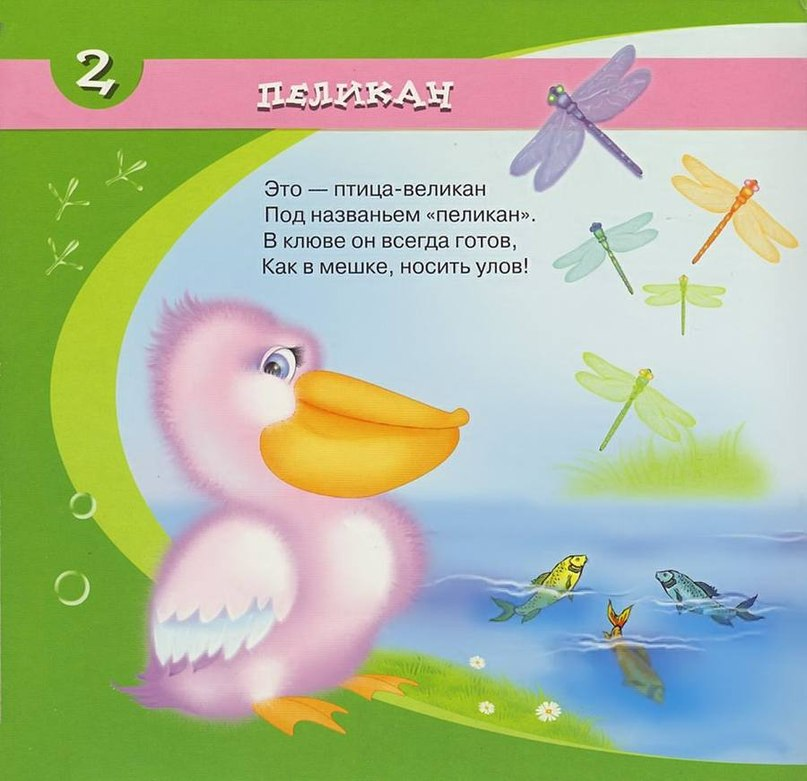 2
ПЕЛИКАН
Это — птица-великан
Под названьем «пеликан».
В клюве он всегда готов,
Как в мешке, носить улов!